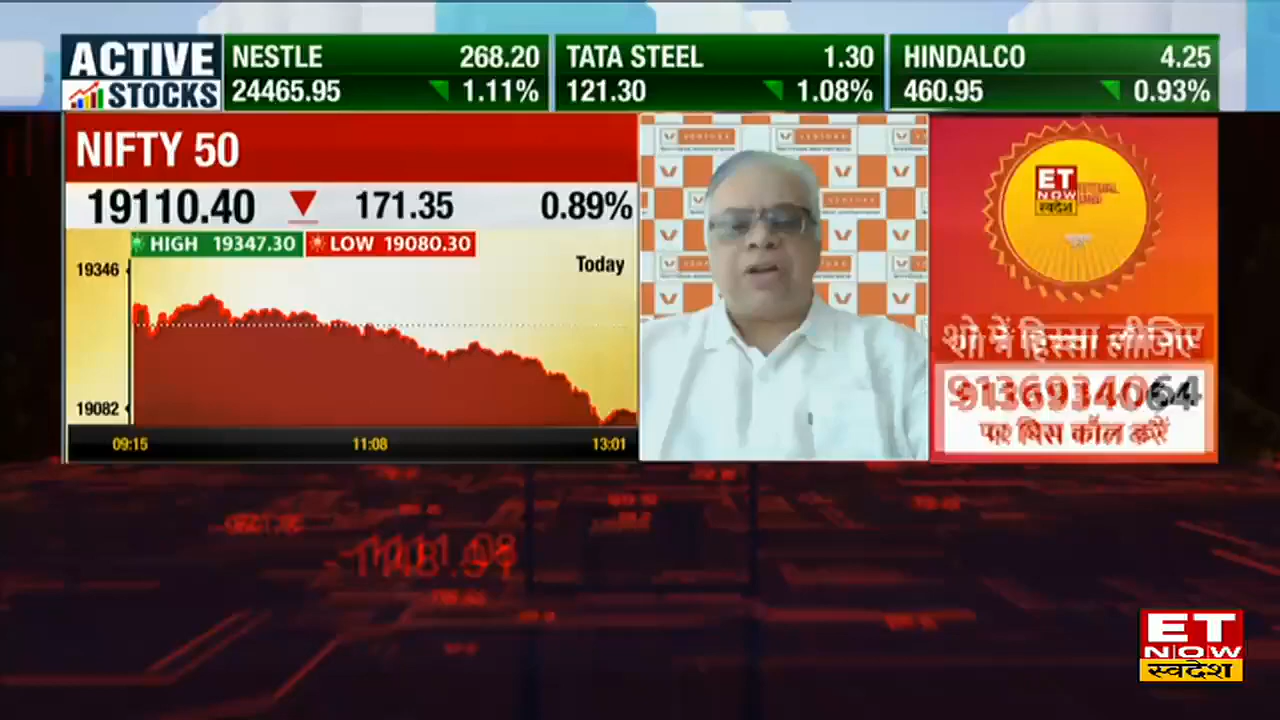 ACTIVE
STOCKS
NESTLE 268.20
24465.95 1.11%
TATA STEEL 1.30
121.30 1.08%
HINDALCO 4.25
460.95 0.93%
NIFTY 50
19110.40 171.35 0.89%
HIGH 19347.30 LOW 19080.30
Today
19346
19082
09:15 11:08 13:01
ET
NOW
स्वदेश
शो में हिस्सा लीजिए
9136934064
पर मिस कॉल करें
ET
NOW
स्वदेश